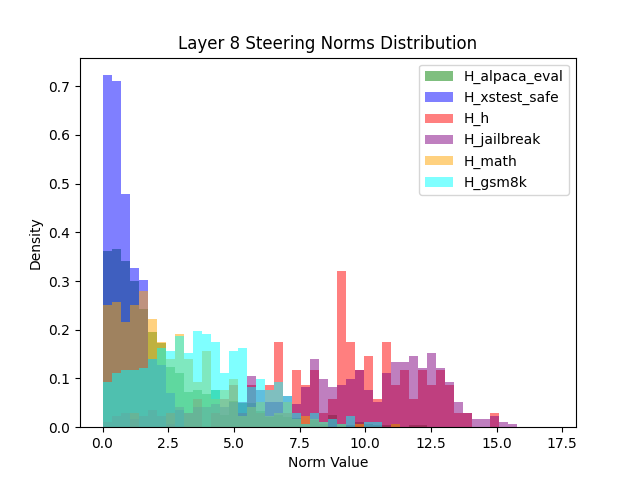 Layer 8 Steering Norms Distribution
H_alpaca_eval
H_xstest_safe
H_h
H_jailbreak
H_math
H_gsm8k
0.7
0.6
0.5
0.4
0.3
0.2
0.1
0.0
Density
0.0 2.5 5.0 7.5 10.0 12.5 15.0 17.5
Norm Value